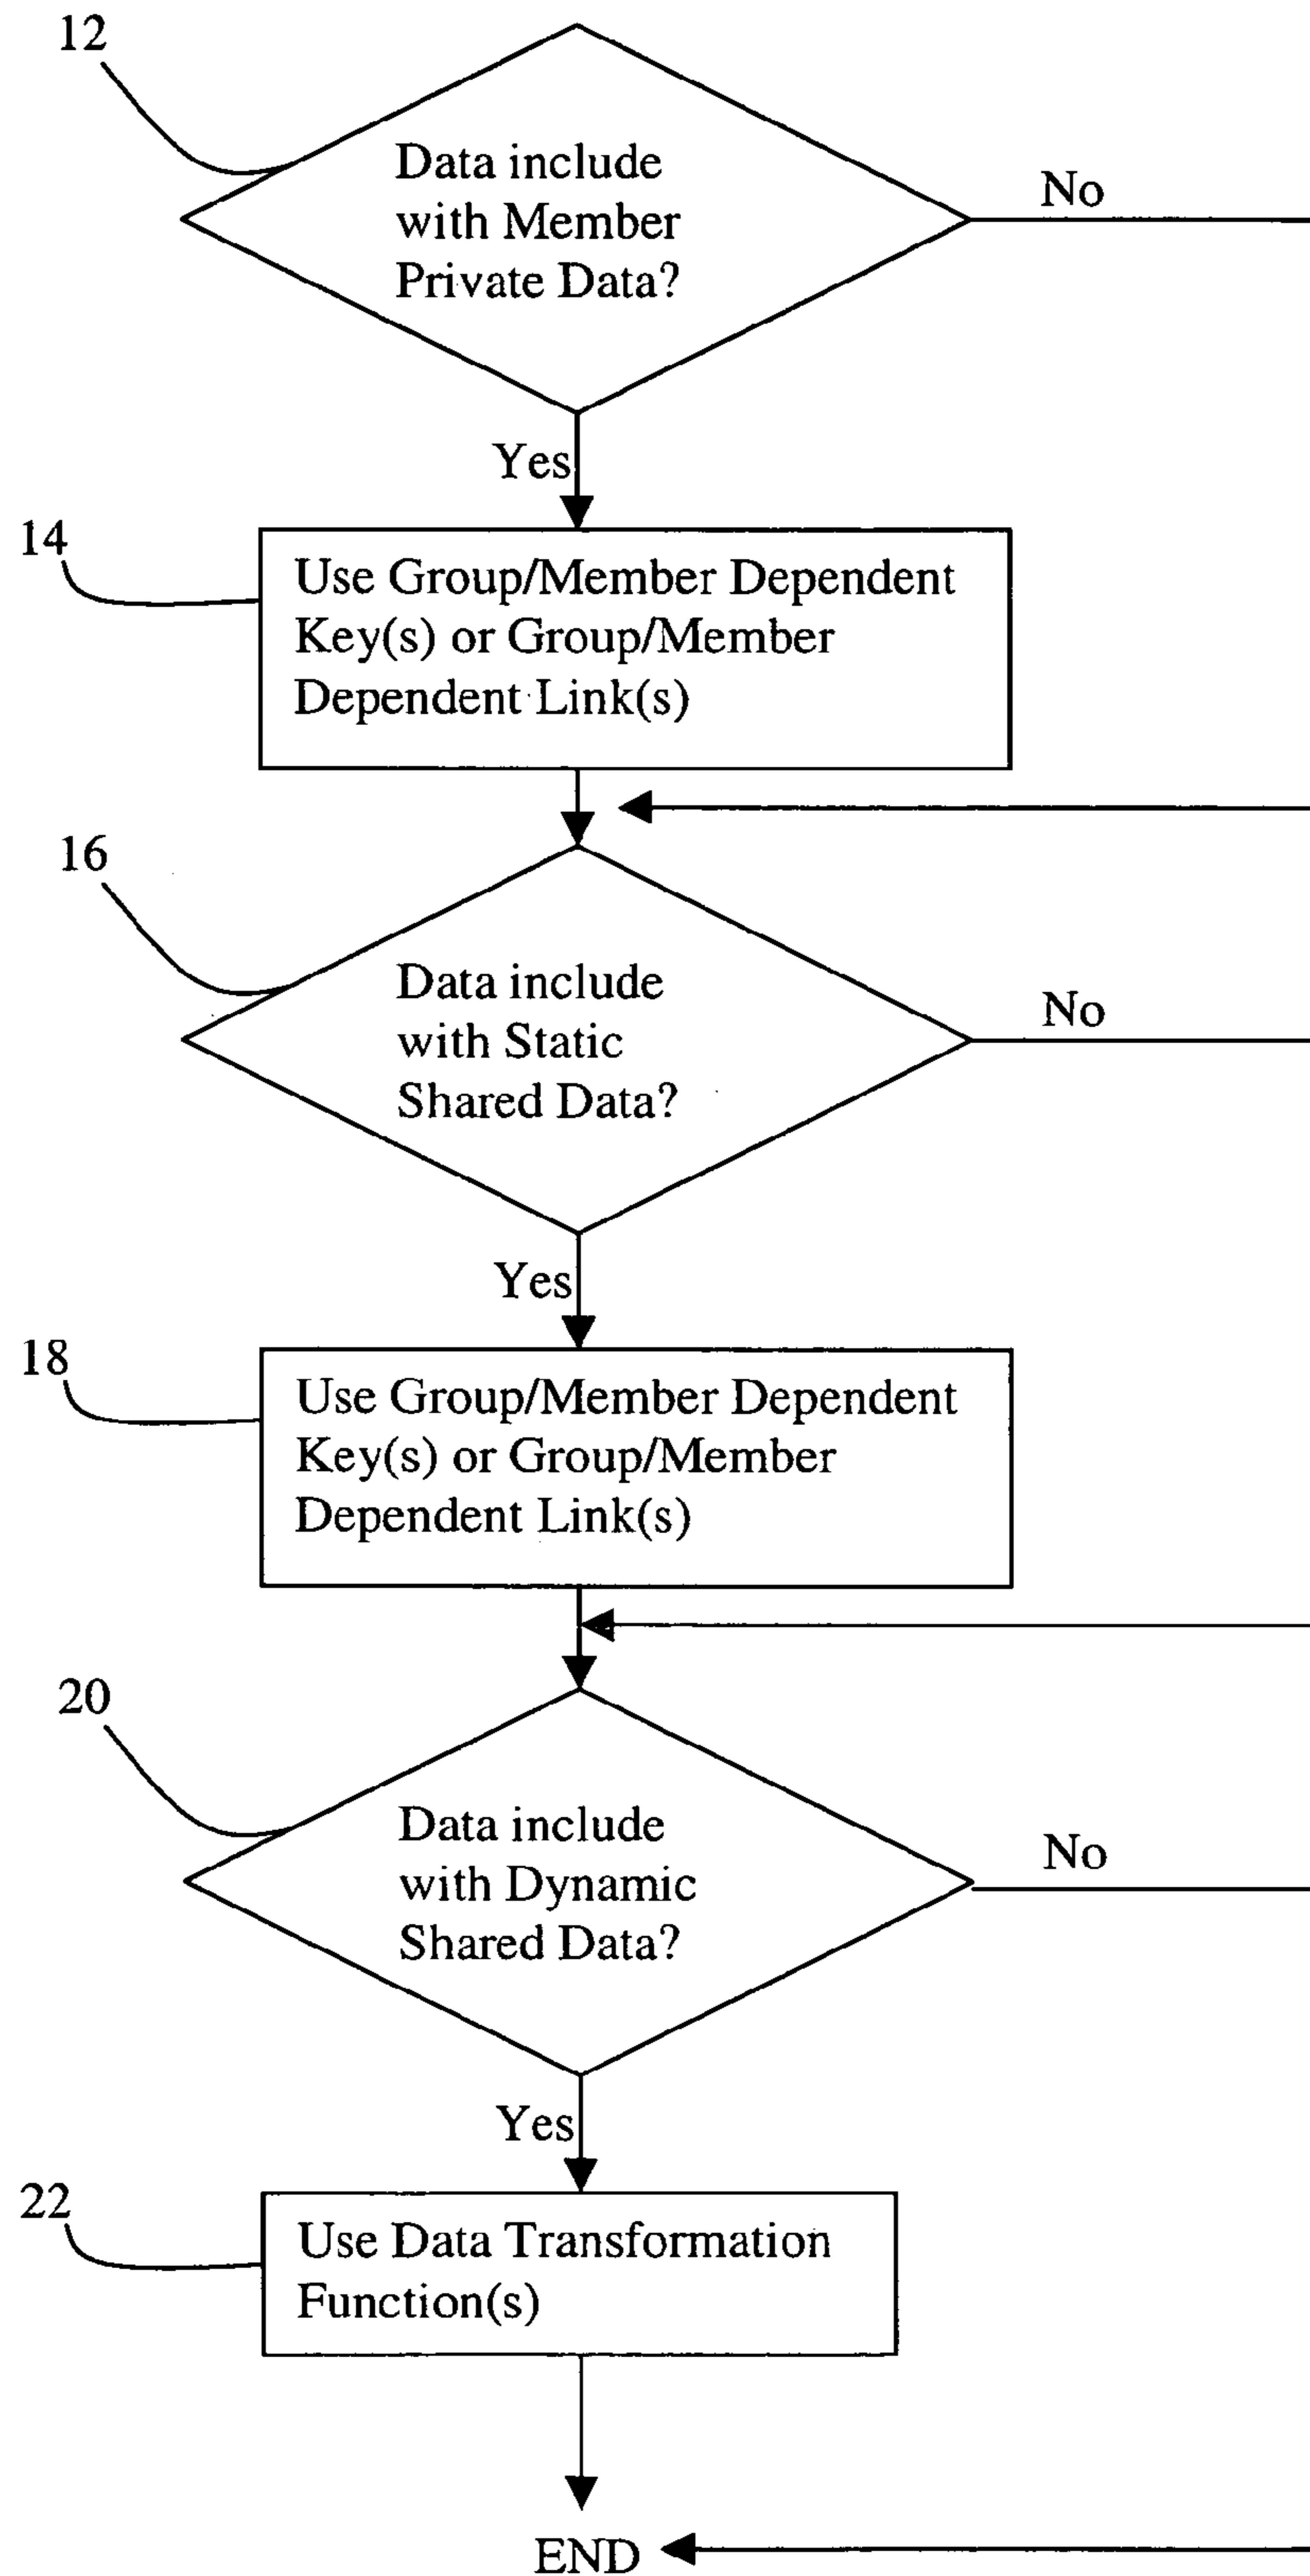 12
Data include
with Member
Private Data?
No
Yes
14
Use Group/Member Dependent
Key(s) or Group/Member
Dependent Link(s)
16
Data include
with Static
Shared Data?
No
Yes
18
Use Group/Member Dependent
Key(s) or Group/Member
Dependent Link(s)
20
Data include
with Dynamic
Shared Data?
No
Yes
22
Use Data Transformation
Function(s)
END